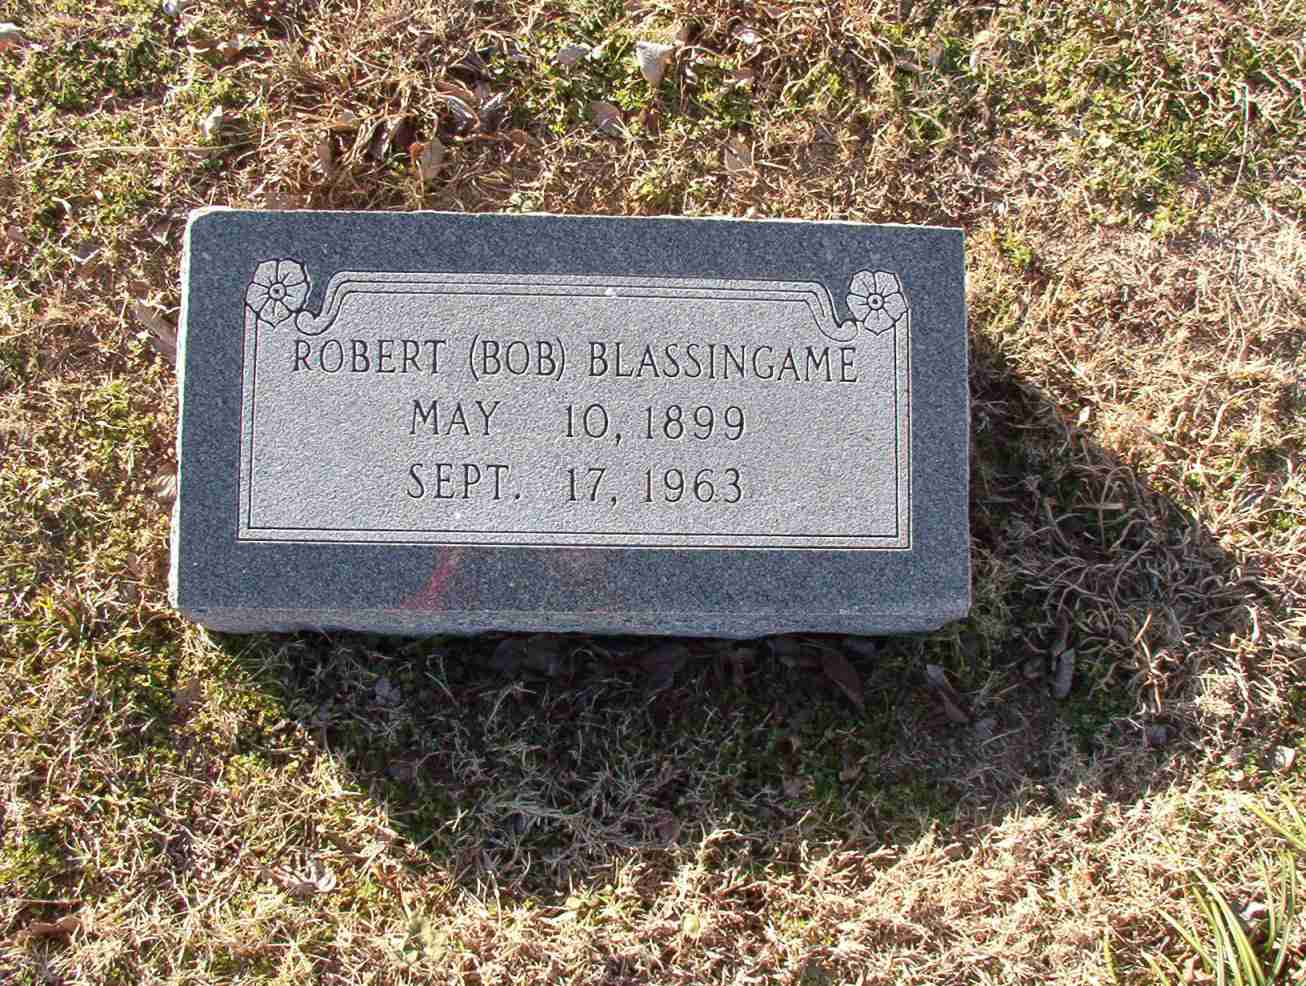 ROBERT (BOB) BLASSINGAME
MAY 10, 1899
SEPT. 17, 1963